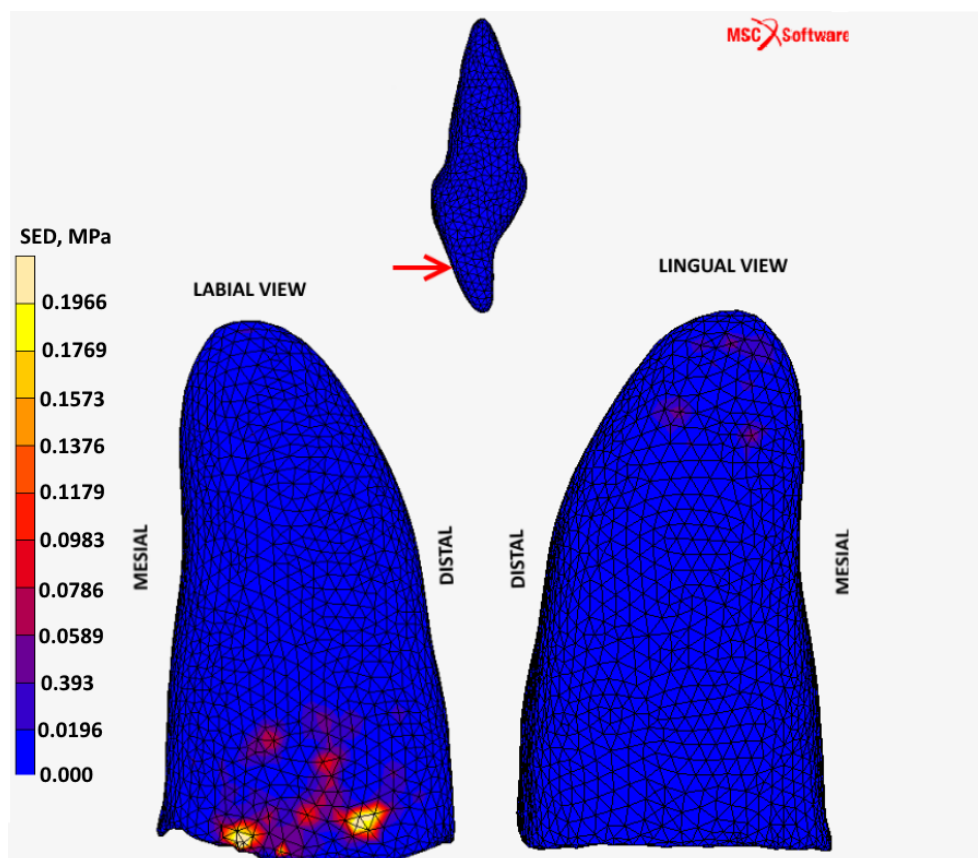 MSC Software
SED, MPa
0.1966
0.1769
0.1573
0.1376
0.1179
0.0983
0.0786
0.0589
0.393
0.0196
0.000
LABIAL VIEW
LINGUAL VIEW
MESIAL
DISTAL
DISTAL
MESIAL